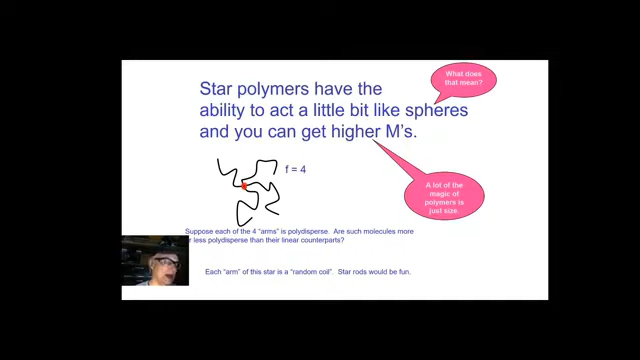 What does
that mean?
Star polymers have the
ability to act a little bit like spheres
and you can get higher M's.
f = 4
A lot of the
magic of
polymers is
just size.
Suppose each of the 4 "arms" is polydisperse. Are such molecules more
r less polydisperse than their linear counterparts?
Each "arm" of this star is a "random coil". Star rods would be fun.